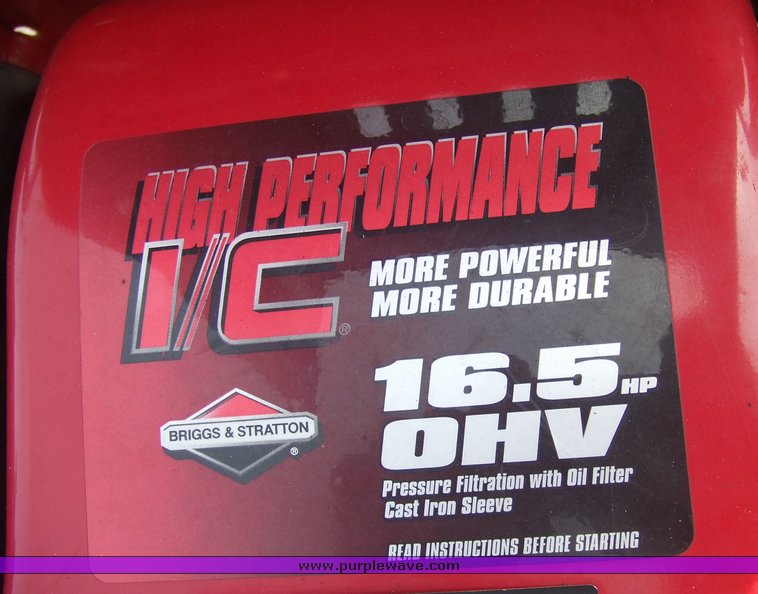 HIGH PERFORMANCE
I/C®
MORE POWERFUL
MORE DURABLE
16.5 HP
OHV
BRIGGS & STRATTON
®
Pressure Filtration with Oil Filter
Cast Iron Sleeve
READ INSTRUCTIONS BEFORE STARTING
www.purplewave.com